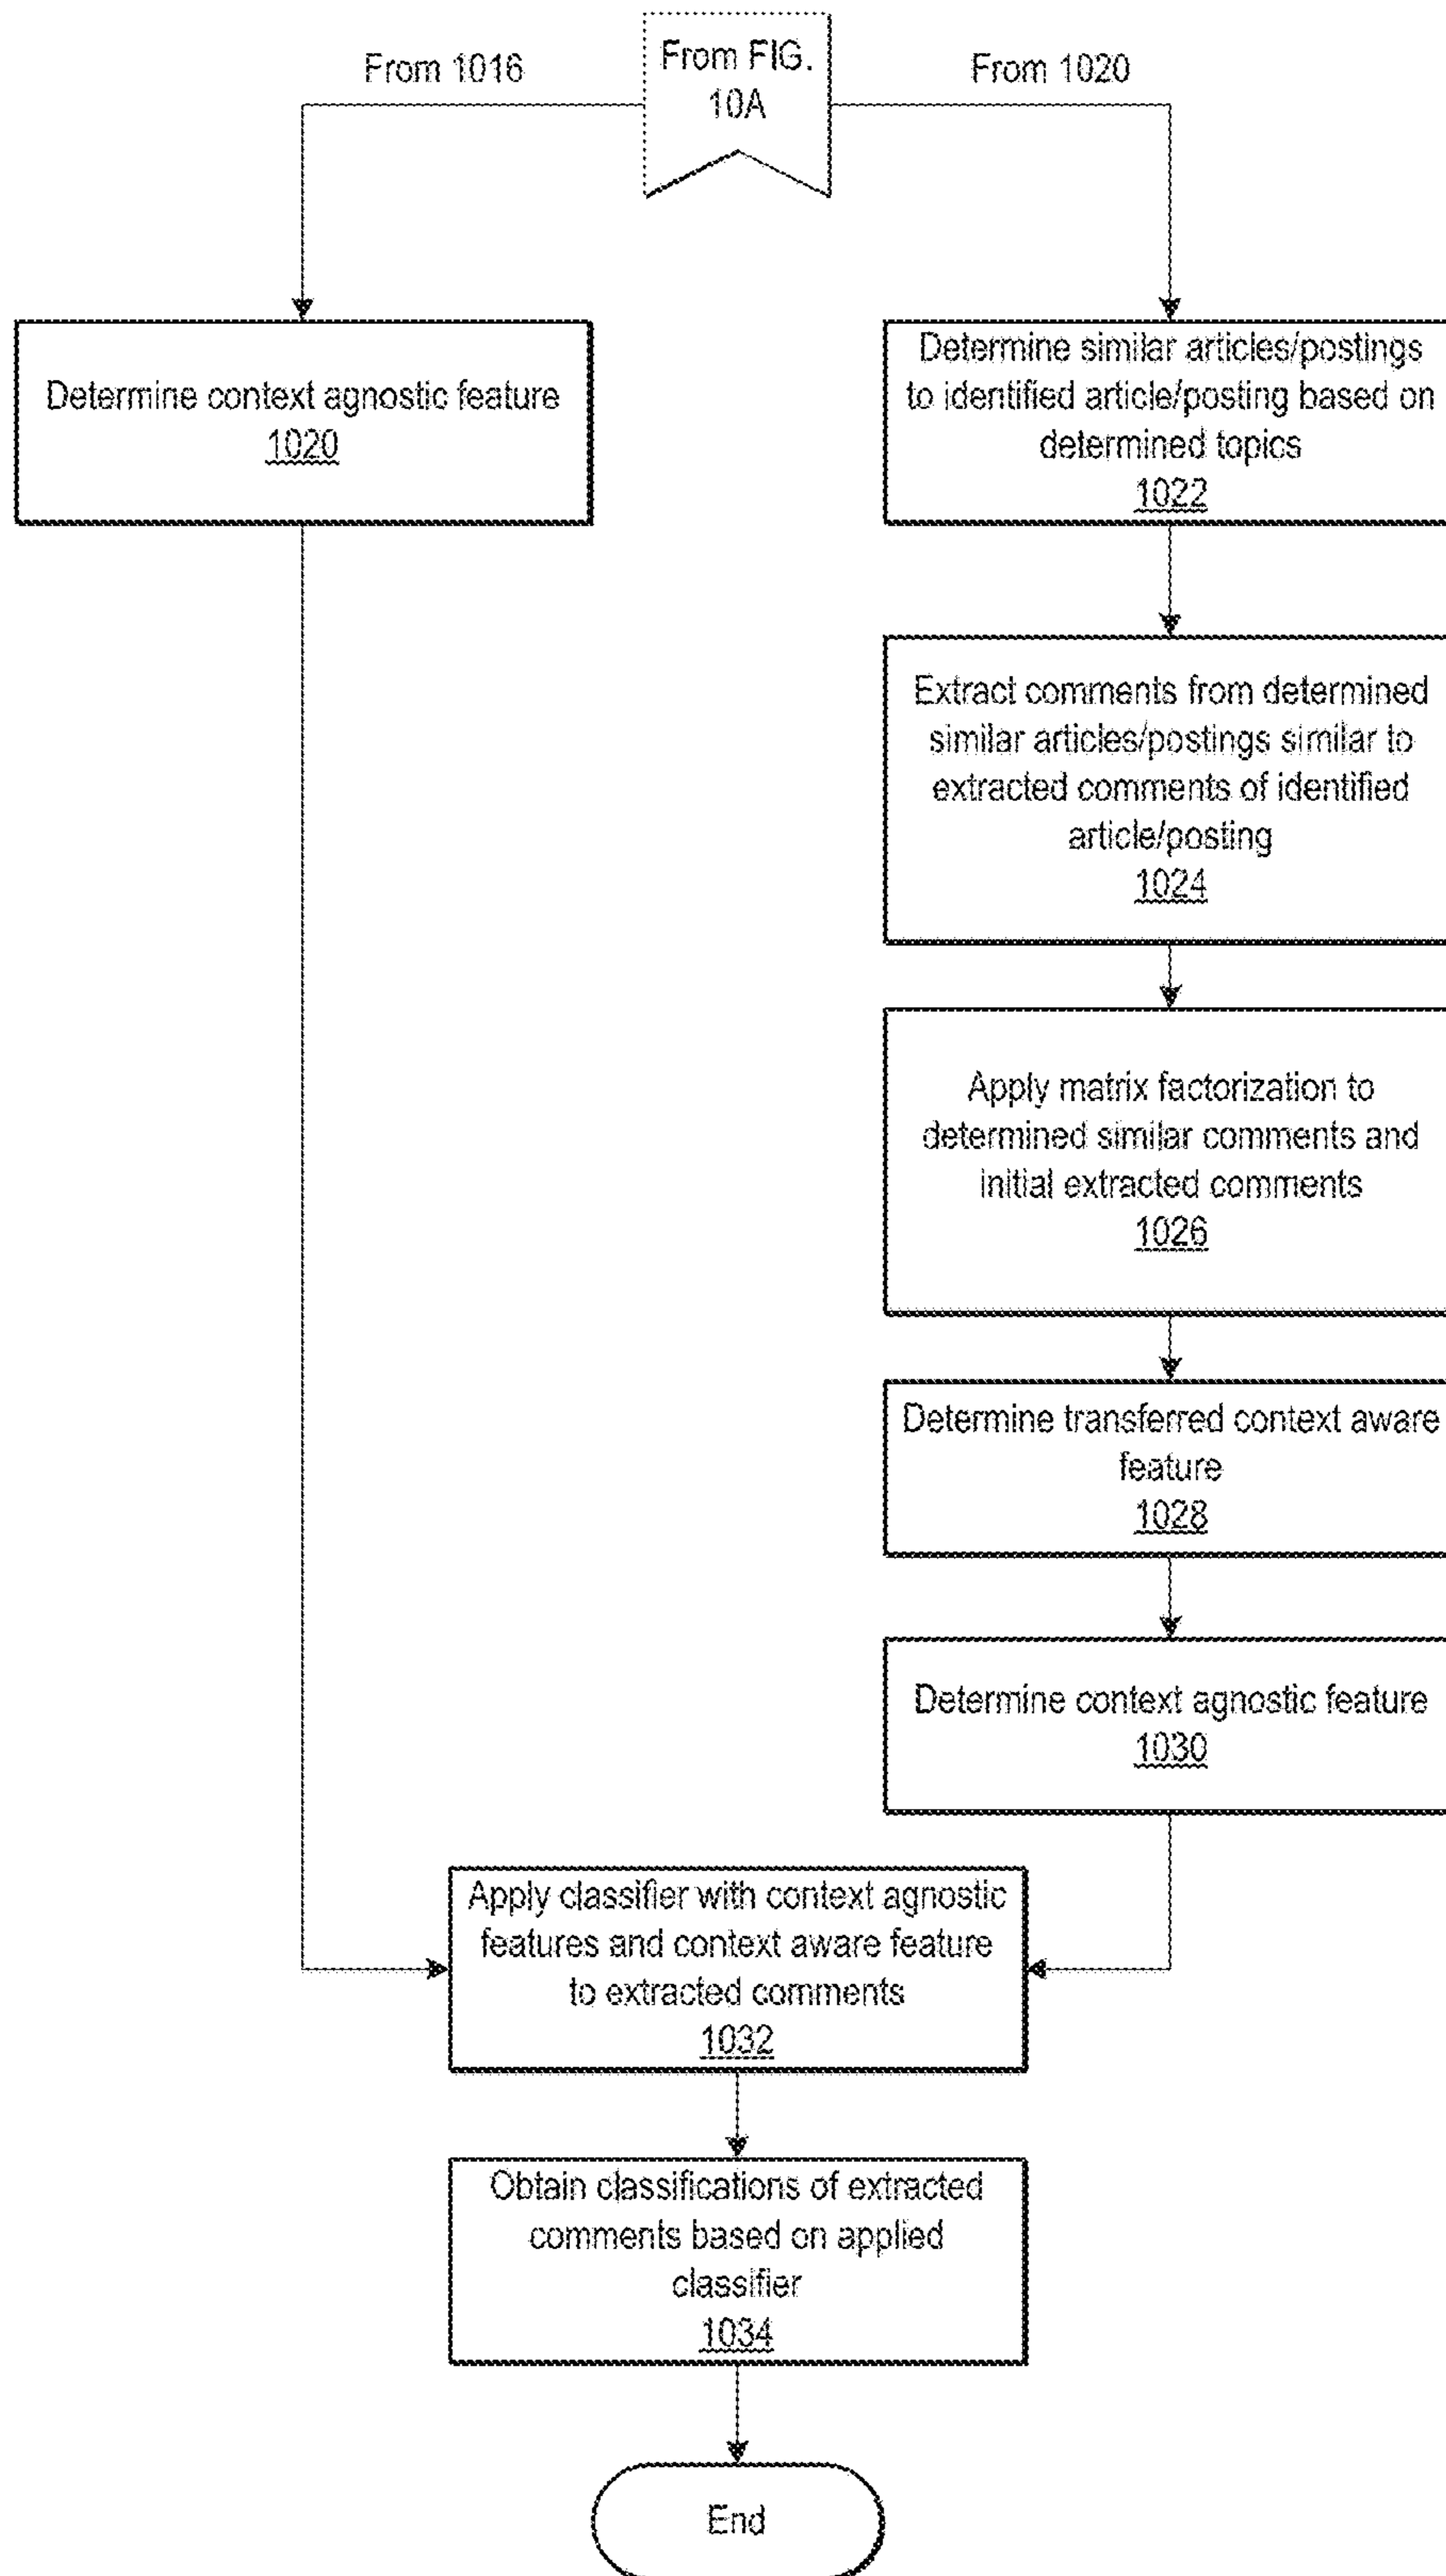 From 1016
From FIG.
10A
From 1020
Determine context agnostic feature
1020
Determine similar articles/postings
to identified article/posting based on
determined topics
1022
Extract comments from determined
similar articles/postings similar to
extracted comments of identified
article/posting
1024
Apply matrix factorization to
determined similar comments and
initial extracted comments
1026
Determine transferred context aware
feature
1028
Determine context agnostic feature
1030
Apply classifier with context agnostic
features and context aware feature
to extracted comments
1032
Obtain classifications of extracted
comments based on applied
classifier
1034
End